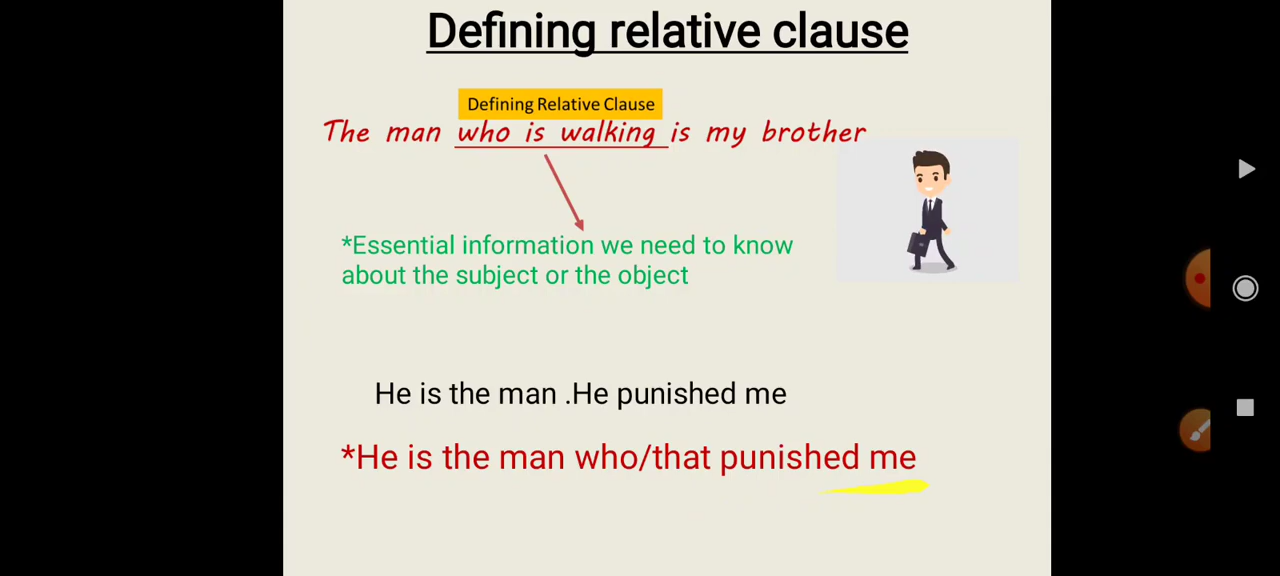 Defining relative clause
Defining Relative Clause
The man who is walking is my brother
*Essential information we need to know
about the subject or the object
He is the man .He punished me
*He is the man who/that punished me